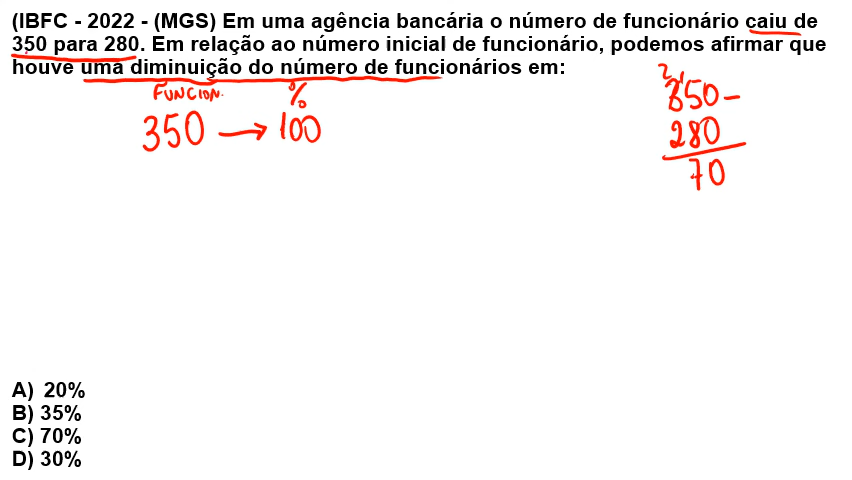 (IBFC - 2022 - (MGS) Em uma agência bancária o número de funcionário caiu de
350 para 280. Em relação ao número inicial de funcionário, podemos afirmar que
houve uma diminuição do número de funcionários em:
FUNCION. %
350 → 100
2 1
350 -
280
70
A) 20%
B) 35%
C) 70%
D) 30%